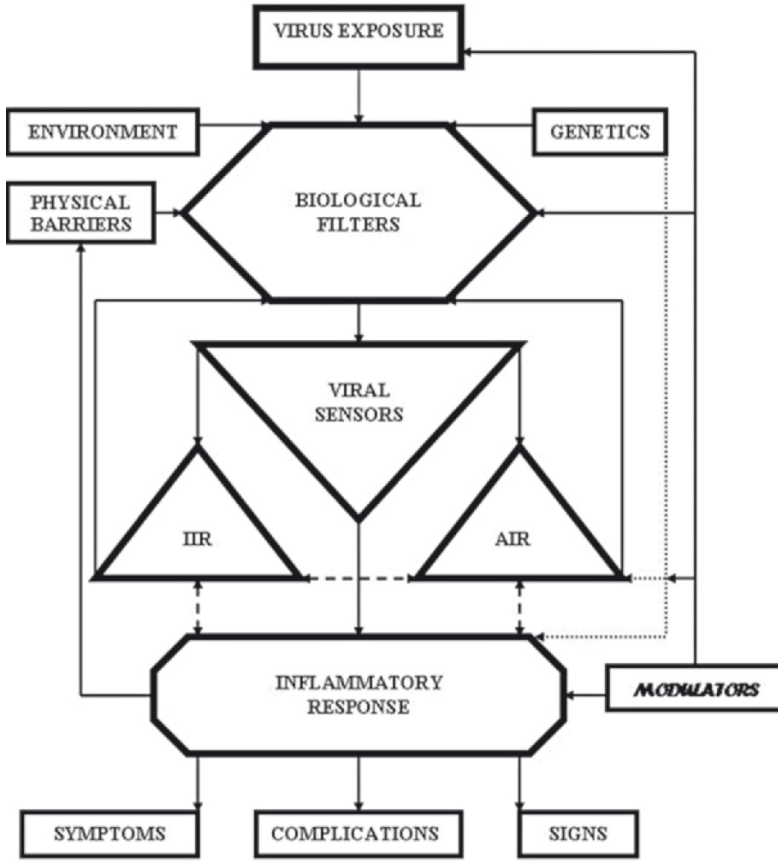 VIRUS EXPOSURE
ENVIRONMENT
GENETICS
PHYSICAL
BARRIERS
BIOLOGICAL
FILTERS
VIRAL
SENSORS
IIR
AIR
INFLAMMATORY
RESPONSE
MODULATORS
SYMPTOMS
COMPLICATIONS
SIGNS